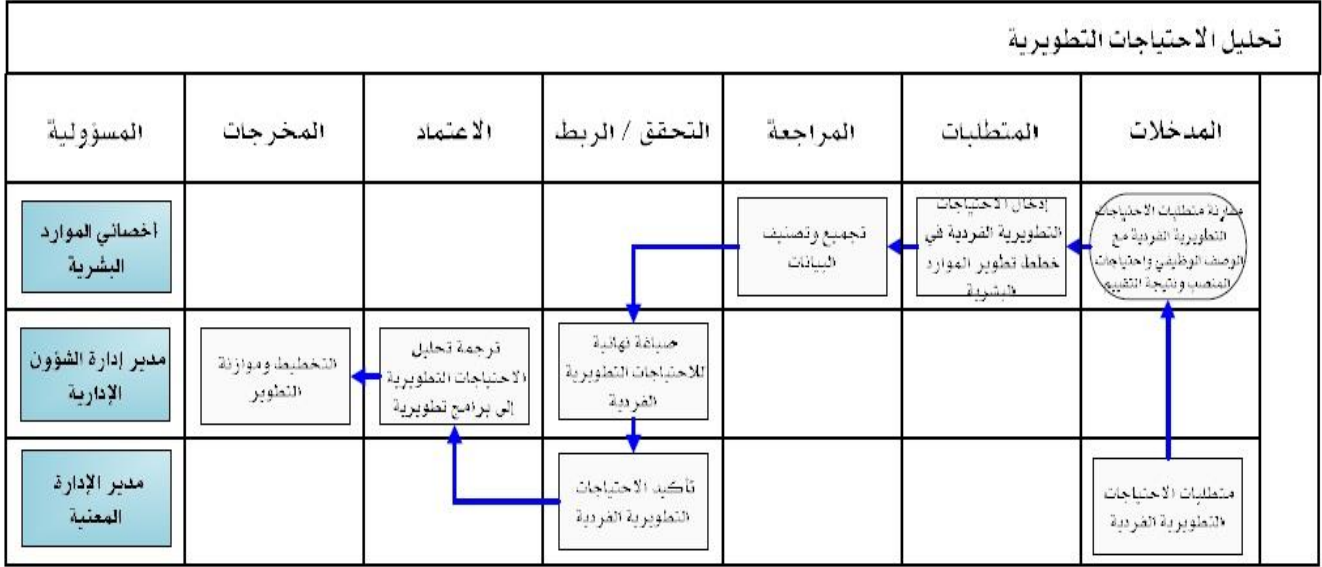 تحليل الاحتياجات التطويرية
المدخلات
المتطلبات
المراجعة
التحقق / الربط
الاعتماد
المخرجات
المسؤولية
مقارنة متطلبات الاحتياجات
التطويرية الفردية مع
الوصف الوظيفي واحتياجات
المنصب ونتيجة التقييم
إدخال الاحتياجات
التطويرية الفردية في
خطط تطوير الموارد
البشرية
تجميع وتصنيف
البيانات
أخصائي الموارد
البشرية
صياغة نهائية
للاحتياجات التطويرية
الفردية
ترجمة تحليل
الاحتياجات التطويرية
إلى برامج تطويرية
التخطيط وموازنة
التطوير
مدير إدارة الشؤون
الإدارية
متطلبات الاحتياجات
التطويرية الفردية
تأكيد الاحتياجات
التطويرية الفردية
مدير الإدارة
المعنية